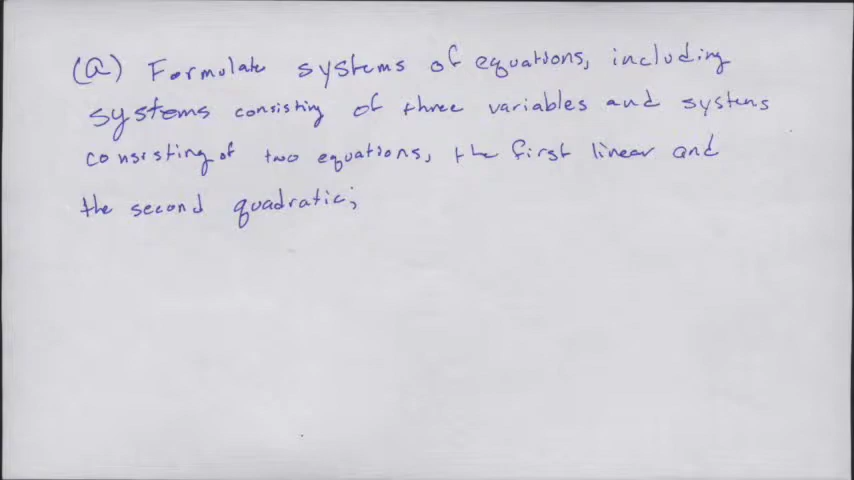 (a) Formulate systems of equations, including
systems consisting of three variables and systems
consisting of two equations, the first linear and
the second quadratic;